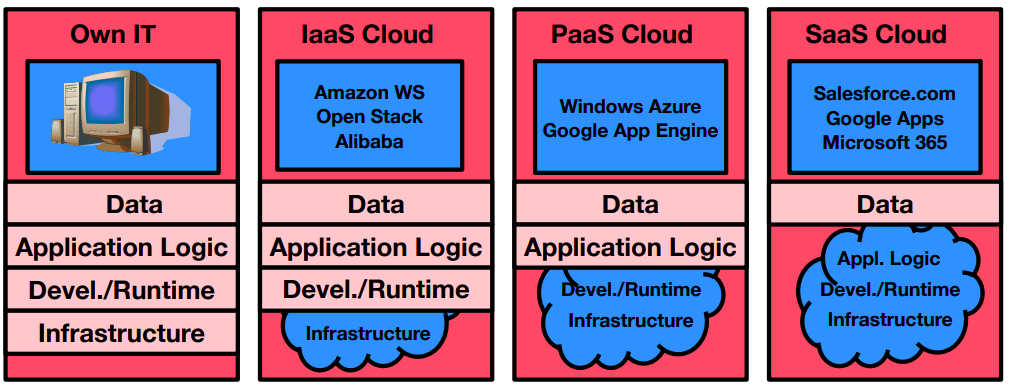 Own IT
Data
Application Logic
Devel./Runtime
Infrastructure
IaaS Cloud
Amazon WS
Open Stack
Alibaba
Data
Application Logic
Devel./Runtime
Infrastructure
PaaS Cloud
Windows Azure
Google App Engine
Data
Application Logic
Devel./Runtime
Infrastructure
SaaS Cloud
Salesforce.com
Google Apps
Microsoft 365
Data
Appl. Logic
Devel./Runtime
Infrastructure